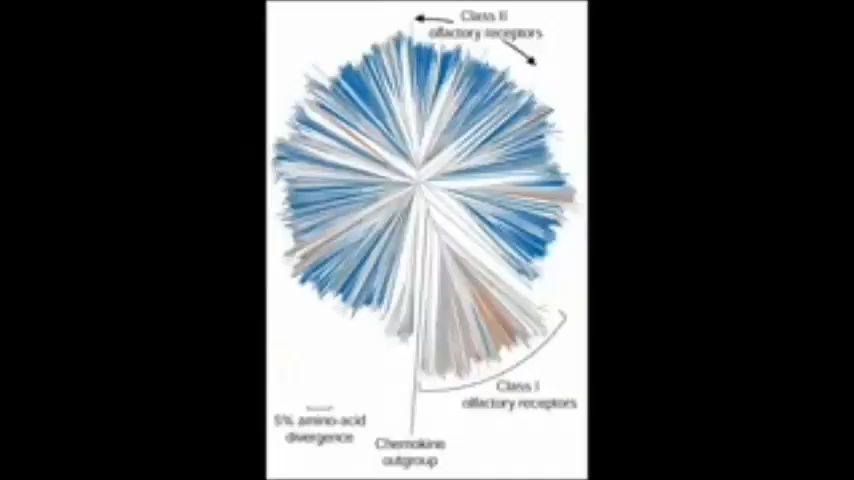 Class II
olfactory receptors
Class I
olfactory receptors
5% amino-acid
divergence
Chemokine
outgroup